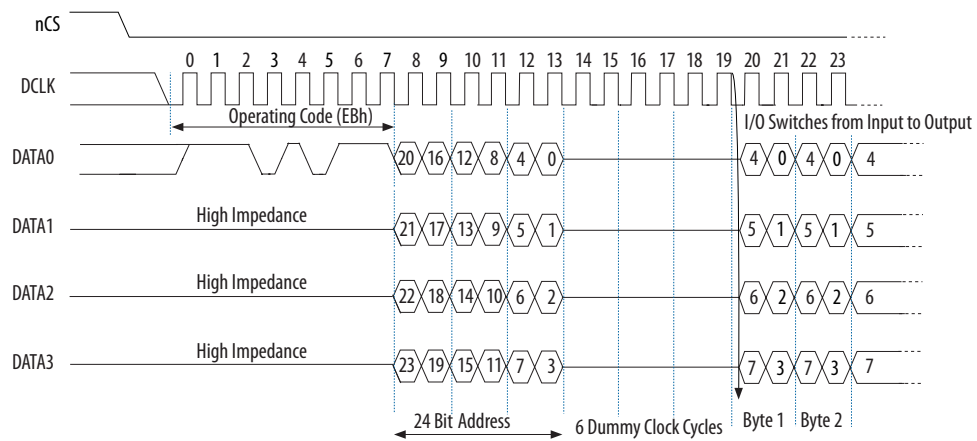 nCS
0 1 2 3 4 5 6 7 8 9 10 11 12 13 14 15 16 17 18 19 20 21 22 23
DCLK
Operating Code (EBh)
I/O Switches from Input to Output
DATA0 20 16 12 8 4 0 4 0 4 0 4
DATA1 High Impedance 21 17 13 9 5 1 5 1 5 1 5
DATA2 High Impedance 22 18 14 10 6 2 6 2 6 2 6
DATA3 High Impedance 23 19 15 11 7 3 7 3 7 3 7
24 Bit Address 6 Dummy Clock Cycles Byte 1 Byte 2